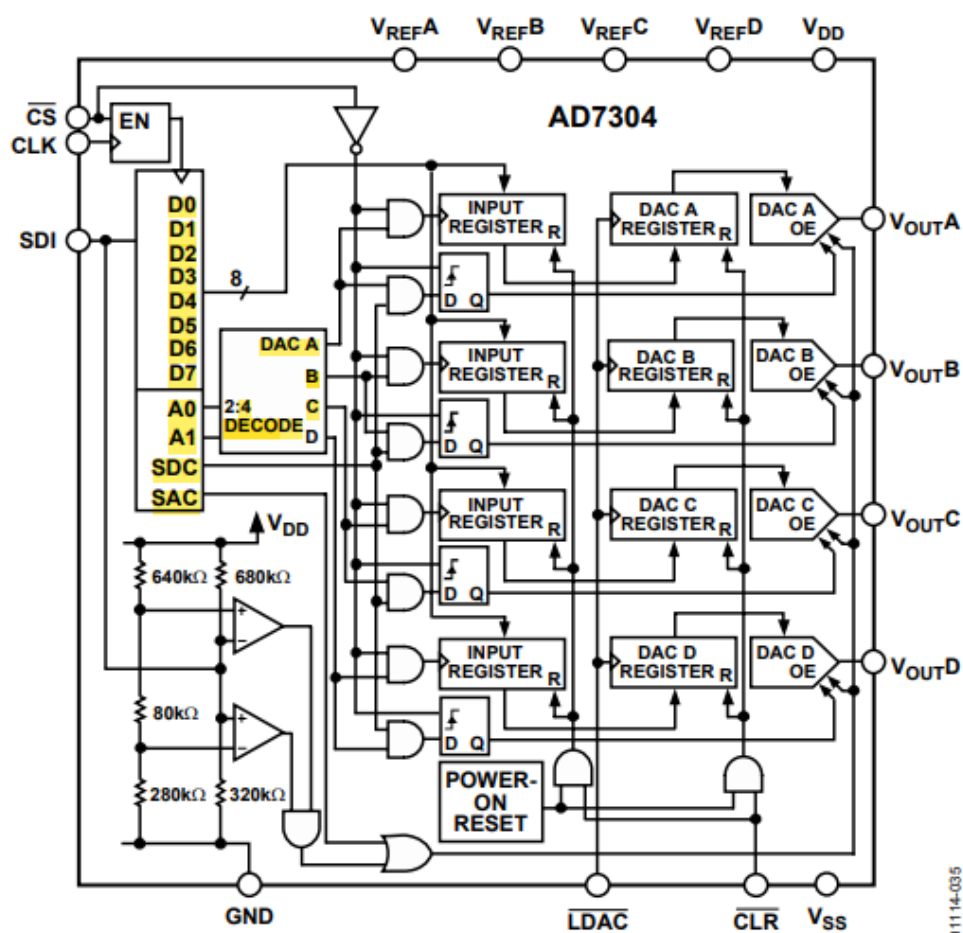 VREFA VREFB VREFC VREFD VDD
AD7304
CS
CLK
EN
SDI
D0
D1
D2
D3
D4
D5
D6
D7
A0
A1
SDC
SAC
8
DAC A
B
C
D
2:4
DECODE
INPUT
REGISTER R
D Q
DAC A
REGISTER R
DAC A
OE
VOUTA
INPUT
REGISTER R
D Q
DAC B
REGISTER R
DAC B
OE
VOUTB
INPUT
REGISTER R
D Q
DAC C
REGISTER R
DAC C
OE
VOUTC
INPUT
REGISTER R
D Q
DAC D
REGISTER R
DAC D
OE
VOUTD
VDD
640kΩ 680kΩ
+
−
80kΩ
+
−
280kΩ 320kΩ
POWER-
ON
RESET
GND LDAC CLR VSS
01114-035